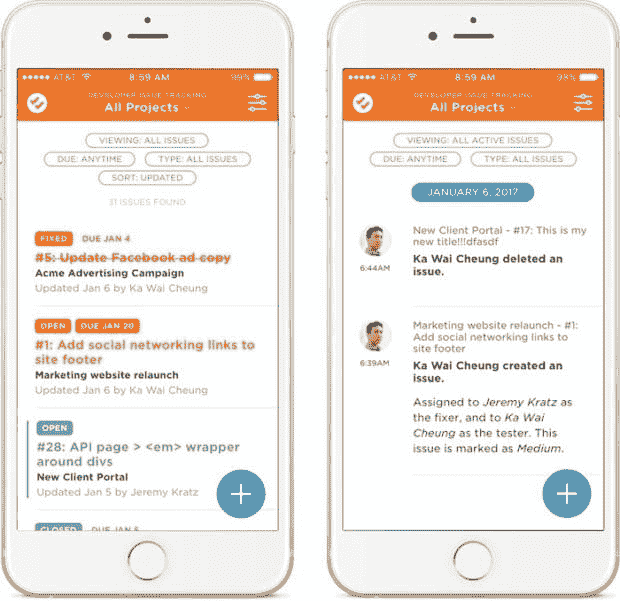 AT&T 8:59 AM 99%
DEVELOPER ISSUE TRACKING
All Projects
VIEWING: ALL ISSUES
DUE: ANYTIME TYPE: ALL ISSUES
SORT: UPDATED
31 ISSUES FOUND
FIXED DUE JAN 4
#5: Update Facebook ad copy
Acme Advertising Campaign
Updated Jan 6 by Ka Wai Cheung
OPEN DUE JAN 20
#1: Add social networking links to
site footer
Marketing website relaunch
Updated Jan 6 by Ka Wai Cheung
OPEN
#28: API page > <em> wrapper
around divs
New Client Portal
Updated Jan 5 by Jeremy Kratz
CLOSED DUE JAN 5
AT&T 8:59 AM 98%
DEVELOPER ISSUE TRACKING
All Projects
VIEWING: ALL ACTIVE ISSUES
DUE: ANYTIME TYPE: ALL ISSUES
JANUARY 6, 2017
New Client Portal - #17: This is my
new title!!!dfasdf
6:44AM
Ka Wai Cheung deleted an
issue.
Marketing website relaunch - #1:
Add social networking links to
site footer
6:39AM
Ka Wai Cheung created an
issue.
Assigned to Jeremy Kratz as
the fixer, and to Ka Wai
Cheung as the tester. This
issue is marked as Medium.